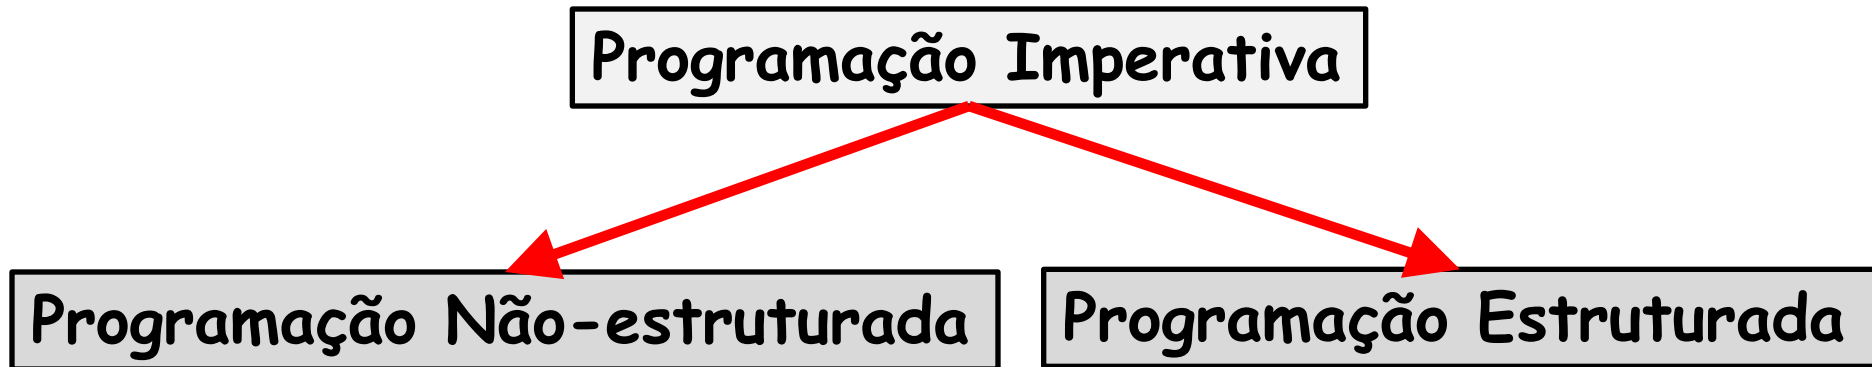 Programação Imperativa
Programação Não-estruturada
Programação Estruturada